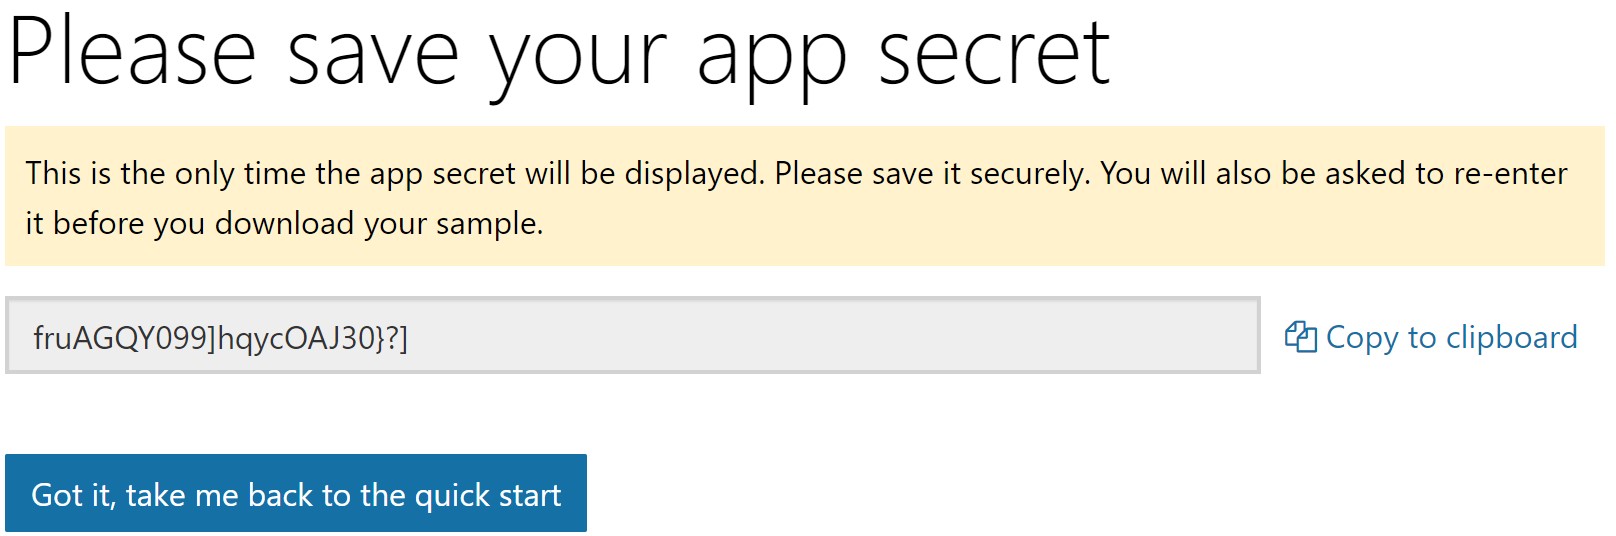 Please save your app secret
This is the only time the app secret will be displayed. Please save it securely. You will also be asked to re-enter
it before you download your sample.
fruAGQY099]hqycOAJ30}?]
Copy to clipboard
Got it, take me back to the quick start